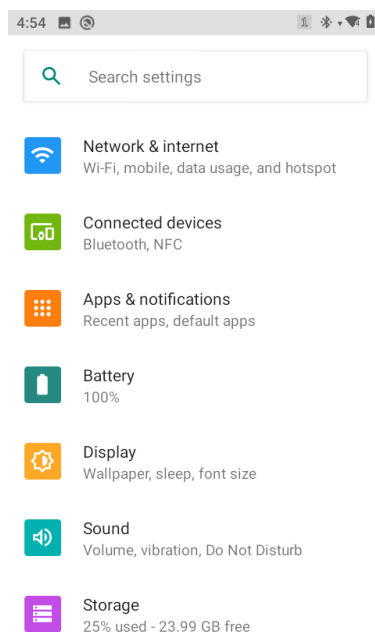 4:54
Search settings
Network & internet
Wi-Fi, mobile, data usage, and hotspot
Connected devices
Bluetooth, NFC
Apps & notifications
Recent apps, default apps
Battery
100%
Display
Wallpaper, sleep, font size
Sound
Volume, vibration, Do Not Disturb
Storage
25% used - 23.99 GB free